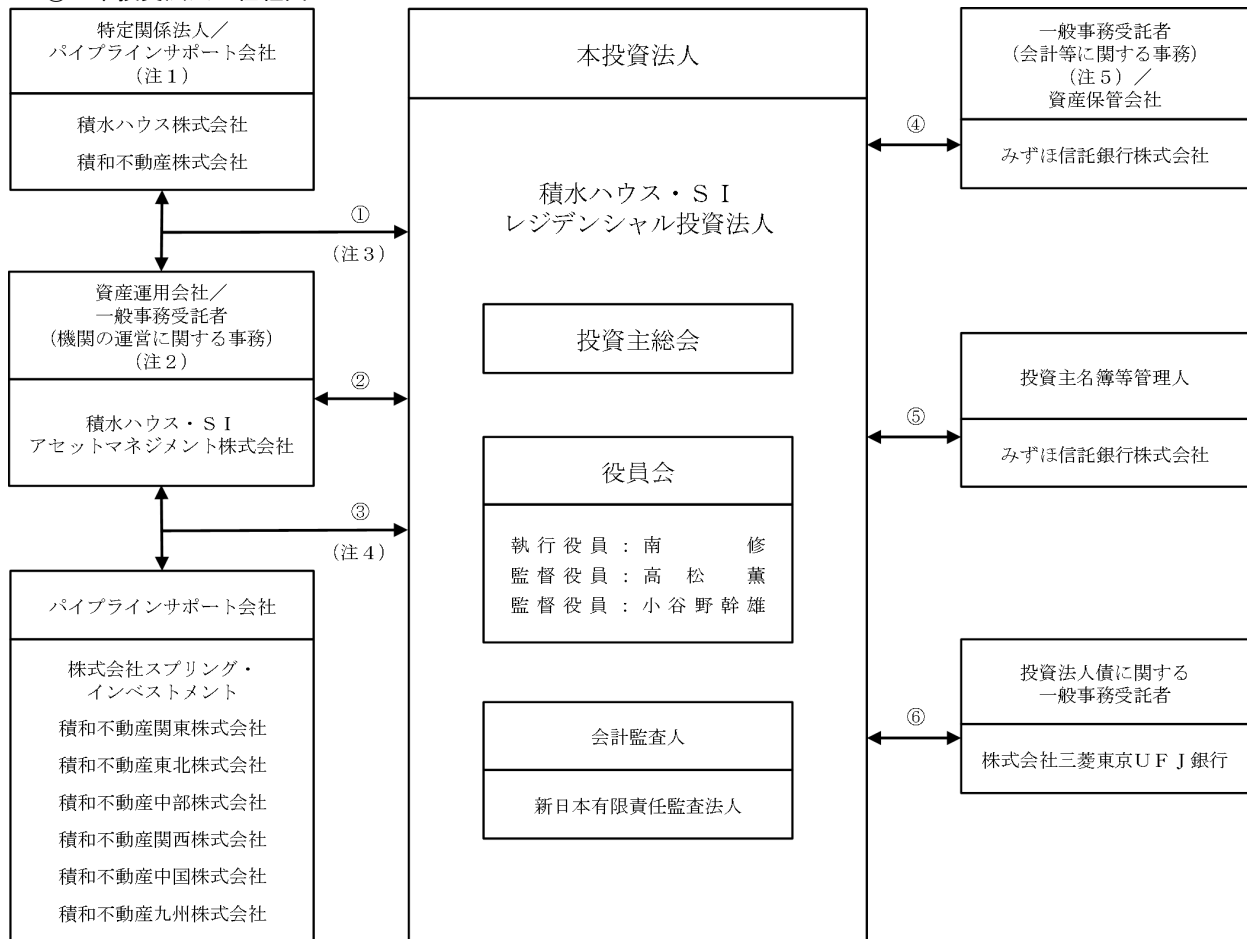 特定関係法人／
パイプラインサポート会社
（注１）
積水ハウス株式会社
積和不動産株式会社
①
（注３）
資産運用会社／
一般事務受託者
（機関の運営に関する事務）
（注２）
積水ハウス・ＳＩ
アセットマネジメント株式会社
②
③
（注４）
パイプラインサポート会社
株式会社スプリング・
インベストメント
積和不動産関東株式会社
積和不動産東北株式会社
積和不動産中部株式会社
積和不動産関西株式会社
積和不動産中国株式会社
積和不動産九州株式会社
本投資法人
積水ハウス・ＳＩ
レジデンシャル投資法人
投資主総会
役員会
執行役員：南　修
監督役員：高松　薫
監督役員：小谷野幹雄
会計監査人
新日本有限責任監査法人
一般事務受託者
（会計等に関する事務）
（注５）／
資産保管会社
④
みずほ信託銀行株式会社
投資主名簿等管理人
⑤
みずほ信託銀行株式会社
投資法人債に関する
一般事務受託者
⑥
株式会社三菱東京ＵＦＪ銀行